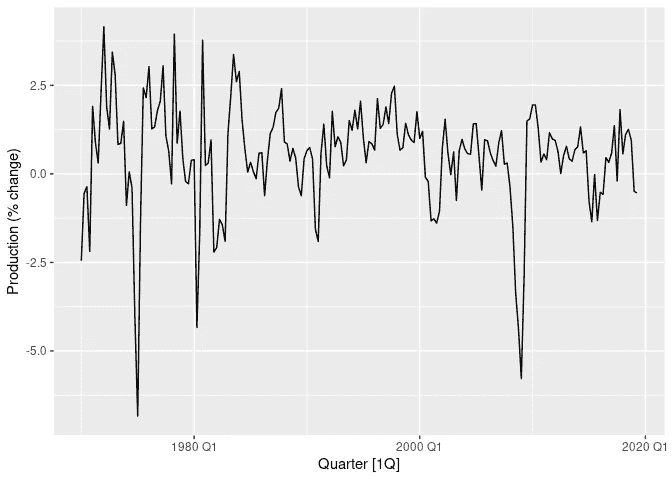 Production (% change)
2.5
0.0
-2.5
-5.0
1980 Q1
2000 Q1
2020 Q1
Quarter [1Q]